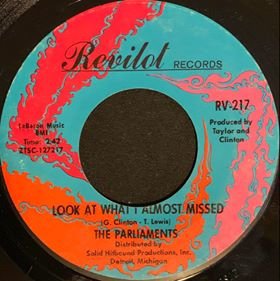 Revilot RECORDS
RV-217
LeBaron Music
BMI
Time: 2:42
ZTSC-127217
Produced by
Taylor and
Clinton
LOOK AT WHAT I ALMOST MISSED
(G. Clinton - T. Lewis)
THE PARLIAMENTS
Distributed by
Solid Hitbound Productions, Inc.
Detroit, Michigan